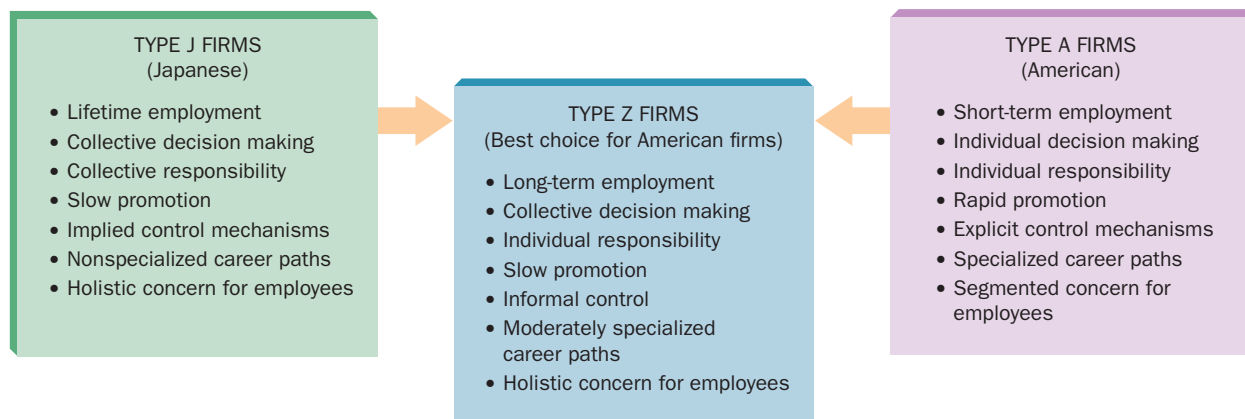 TYPE J FIRMS
(Japanese)
• Lifetime employment
• Collective decision making
• Collective responsibility
• Slow promotion
• Implied control mechanisms
• Nonspecialized career paths
• Holistic concern for employees
TYPE Z FIRMS
(Best choice for American firms)
• Long-term employment
• Collective decision making
• Individual responsibility
• Slow promotion
• Informal control
• Moderately specialized
career paths
• Holistic concern for employees
TYPE A FIRMS
(American)
• Short-term employment
• Individual decision making
• Individual responsibility
• Rapid promotion
• Explicit control mechanisms
• Specialized career paths
• Segmented concern for
employees